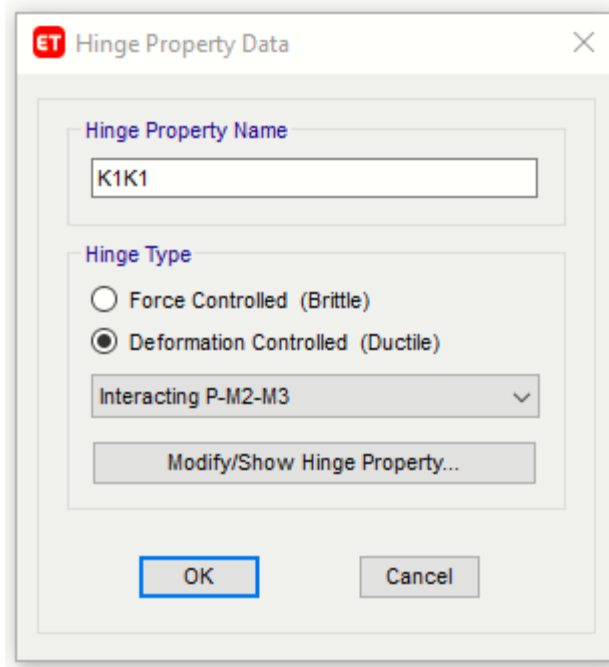 ET Hinge Property Data
Hinge Property Name
K1K1
Hinge Type
Force Controlled (Brittle)
Deformation Controlled (Ductile)
Interacting P-M2-M3
Modify/Show Hinge Property...
OK Cancel